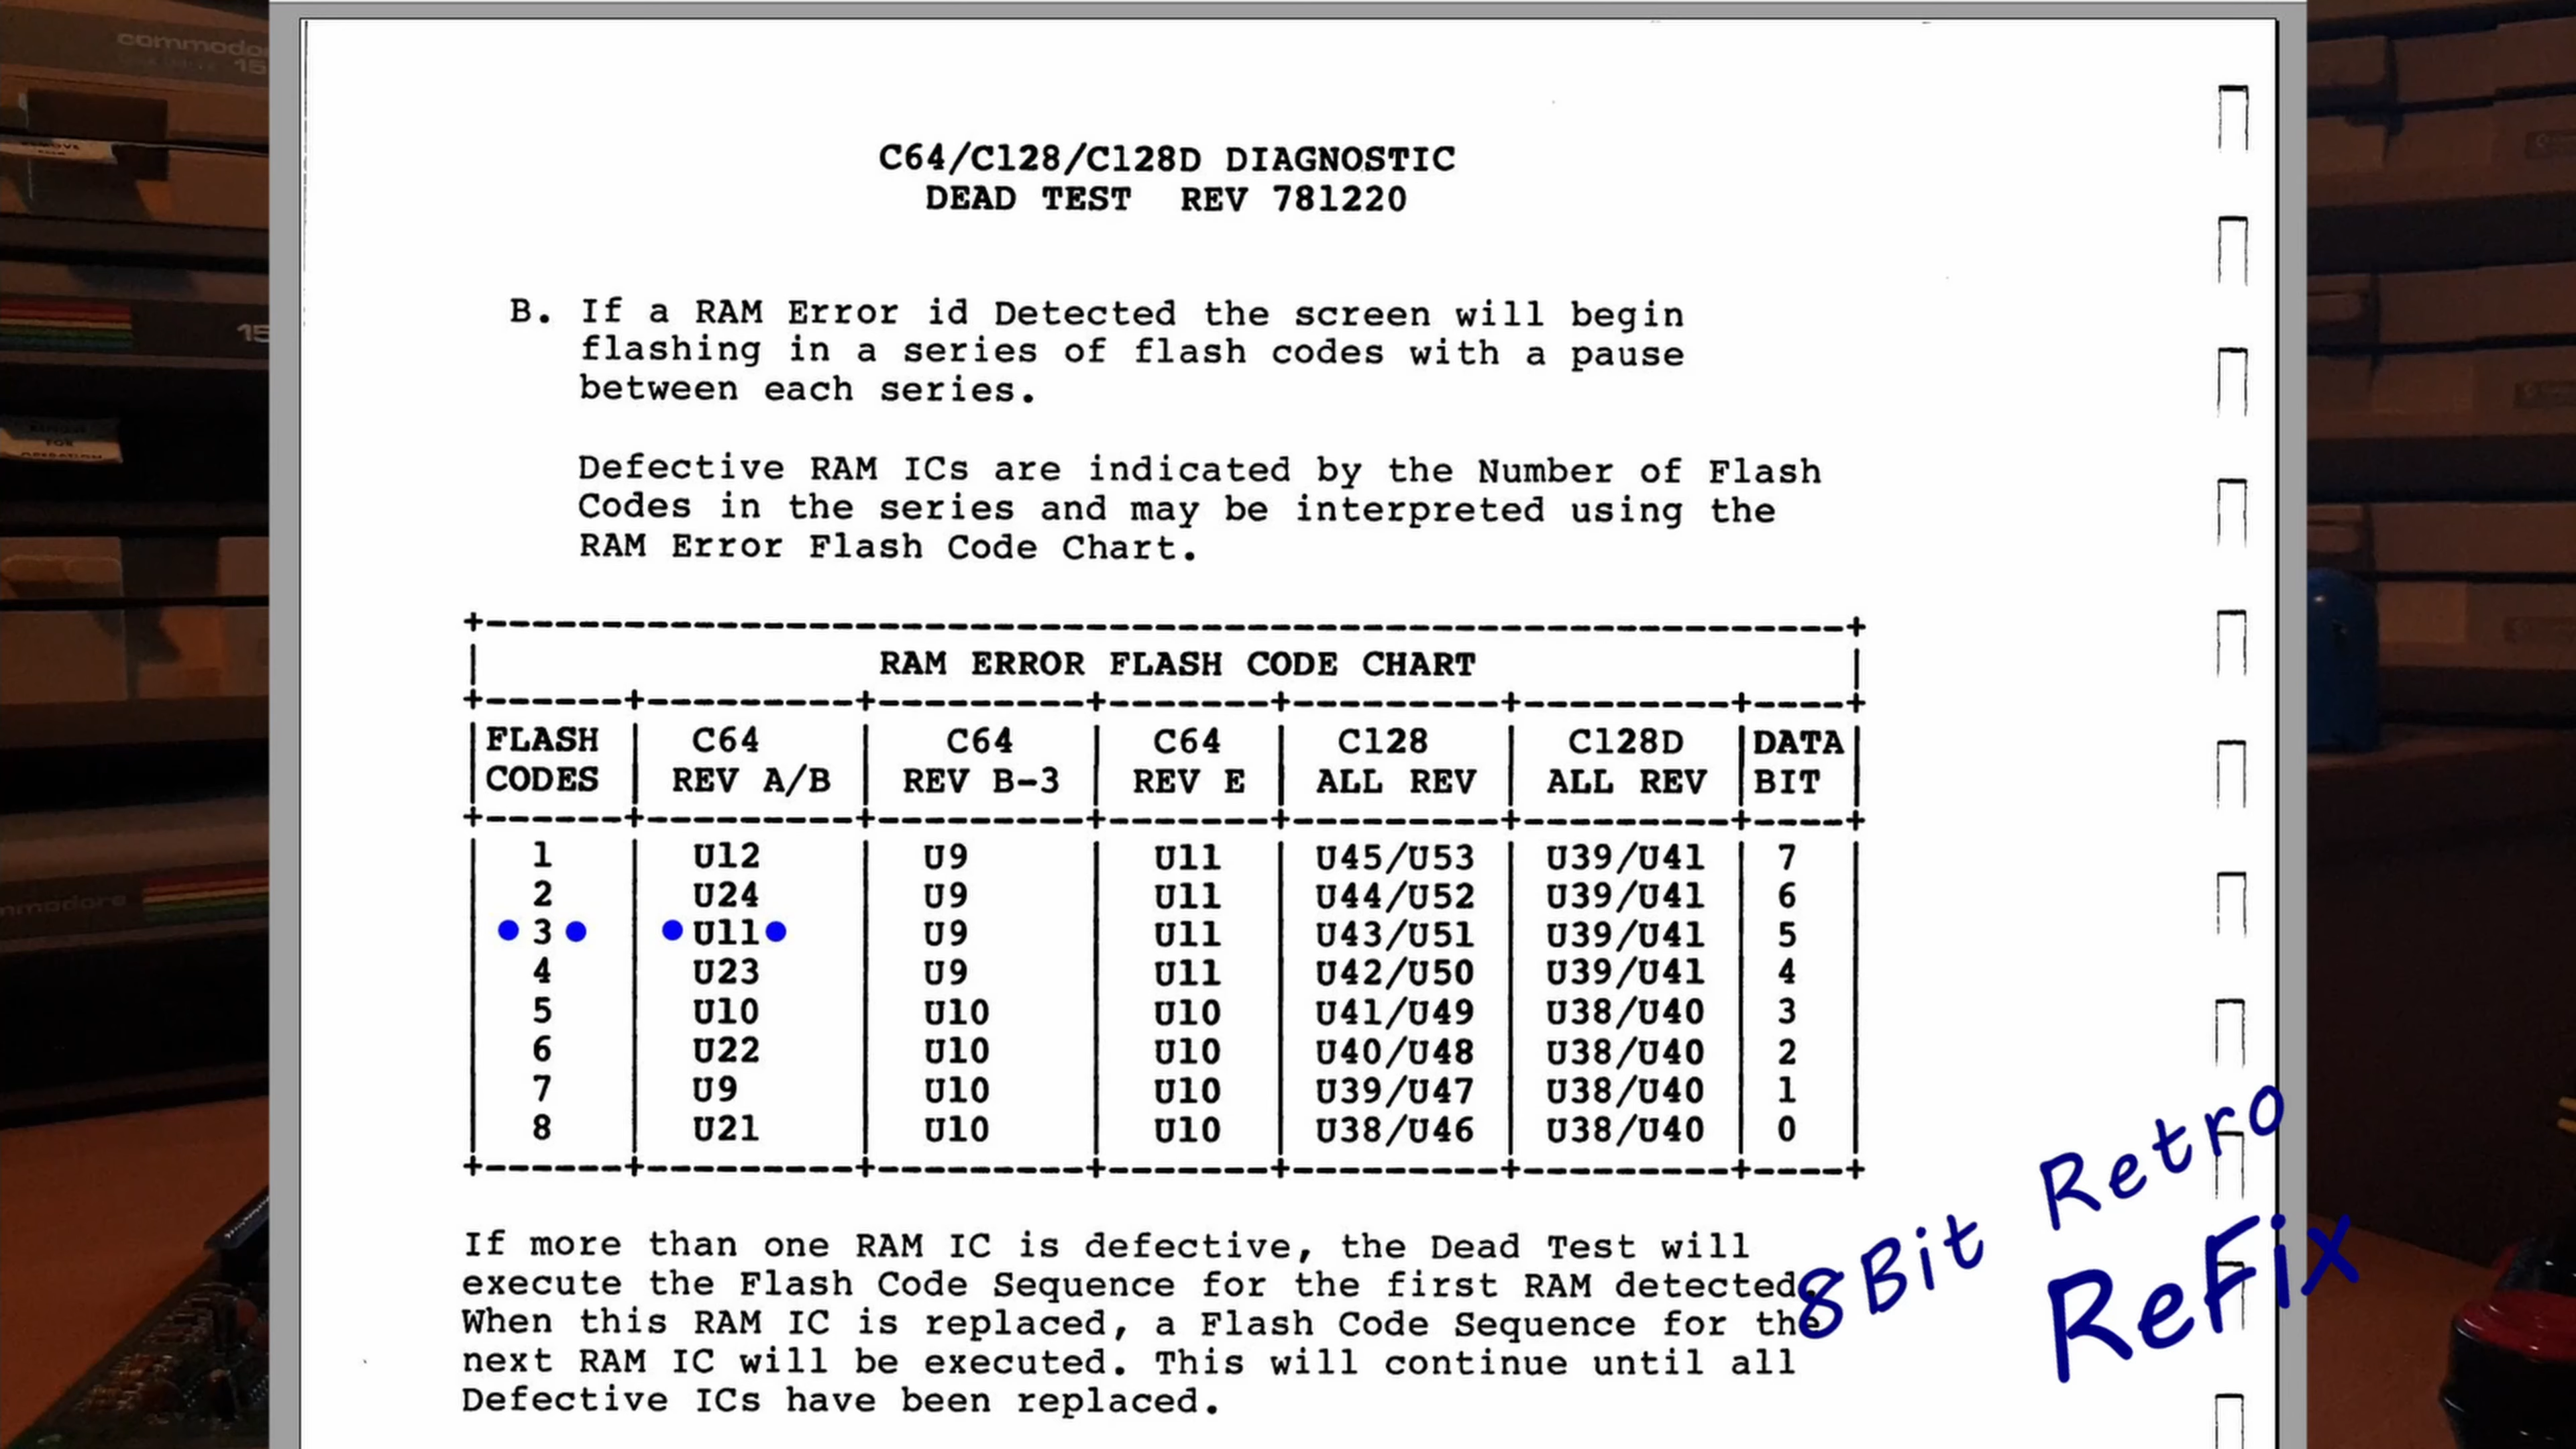 commodo
15
C64/C128/C128D DIAGNOSTIC
DEAD TEST REV 781220
B. If a RAM Error id Detected the screen will begin
flashing in a series of flash codes with a pause
between each series.
Defective RAM ICs are indicated by the Number of Flash
Codes in the series and may be interpreted using the
RAM Error Flash Code Chart.
RAM ERROR FLASH CODE CHART
FLASH CODES | C64 REV A/B | C64 REV B-3 | C64 REV E | C128 ALL REV | C128D ALL REV | DATA BIT
1 U12 U9 U11 U45/U53 U39/U41 7
2 U24 U9 U11 U44/U52 U39/U41 6
3 U11 U9 U11 U43/U51 U39/U41 5
4 U23 U9 U11 U42/U50 U39/U41 4
5 U10 U10 U10 U41/U49 U38/U40 3
6 U22 U10 U10 U40/U48 U38/U40 2
7 U9 U10 U10 U39/U47 U38/U40 1
8 U21 U10 U10 U38/U46 U38/U40 0
If more than one RAM IC is defective, the Dead Test will
execute the Flash Code Sequence for the first RAM detected.
When this RAM IC is replaced, a Flash Code Sequence for the
next RAM IC will be executed. This will continue until all
Defective ICs have been replaced.
15
mmodore
8Bit Retro
ReFix